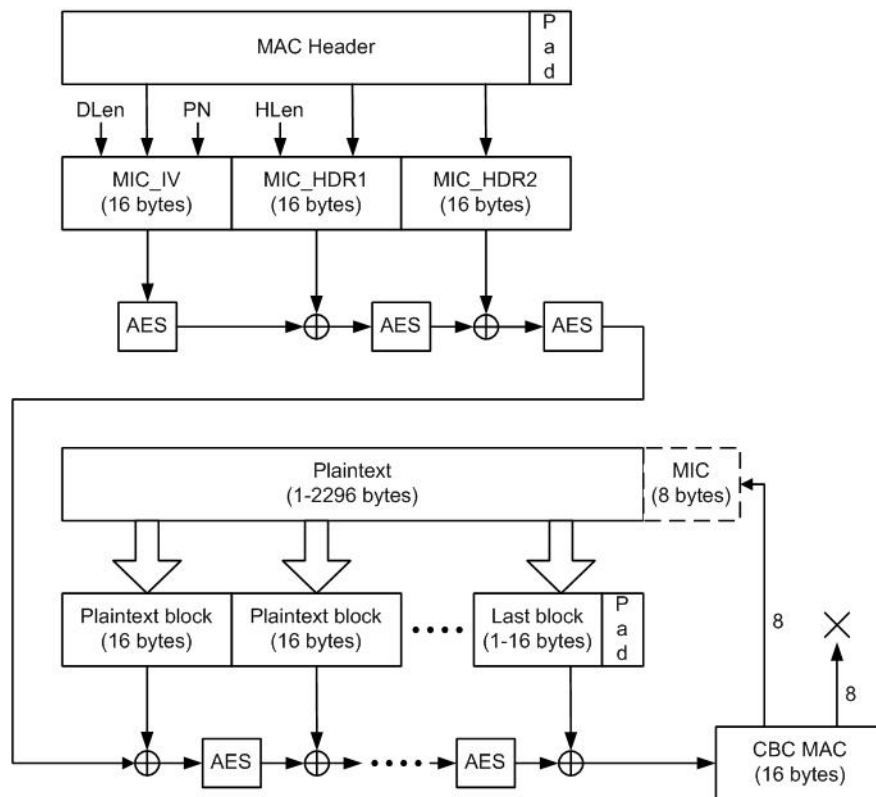 MAC Header
Pad
DLen
PN
HLen
MIC_IV
(16 bytes)
MIC_HDR1
(16 bytes)
MIC_HDR2
(16 bytes)
AES
AES
AES
Plaintext
(1-2296 bytes)
MIC
(8 bytes)
Plaintext block
(16 bytes)
Plaintext block
(16 bytes)
Last block
(1-16 bytes)
Pad
8
8
AES
AES
CBC MAC
(16 bytes)